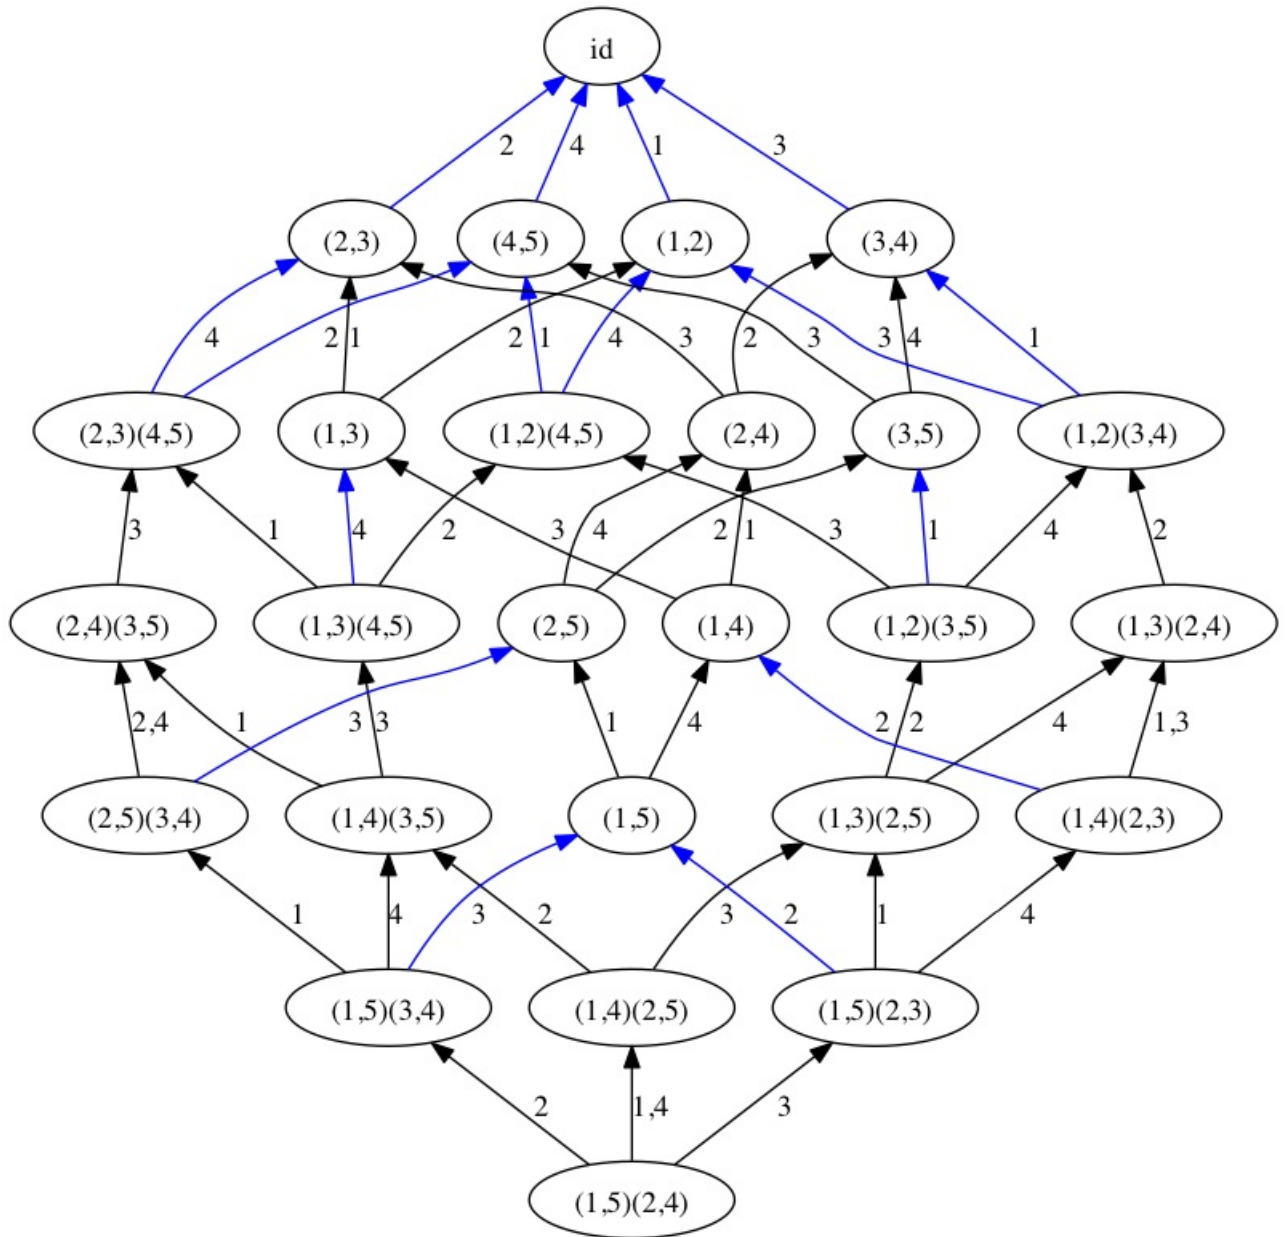 id
2 4 1 3
(2,3) (4,5) (1,2) (3,4)
4 2 1 2 1 4 3 2 3 4 3 1
(2,3)(4,5) (1,3) (1,2)(4,5) (2,4) (3,5) (1,2)(3,4)
3 1 4 2 3 4 2 1 3 1 4 2
(2,4)(3,5) (1,3)(4,5) (2,5) (1,4) (1,2)(3,5) (1,3)(2,4)
2,4 1 3 3 1 4 2 2 4 1,3
(2,5)(3,4) (1,4)(3,5) (1,5) (1,3)(2,5) (1,4)(2,3)
1 4 3 2 3 2 1 4
(1,5)(3,4) (1,4)(2,5) (1,5)(2,3)
2 1,4 3
(1,5)(2,4)